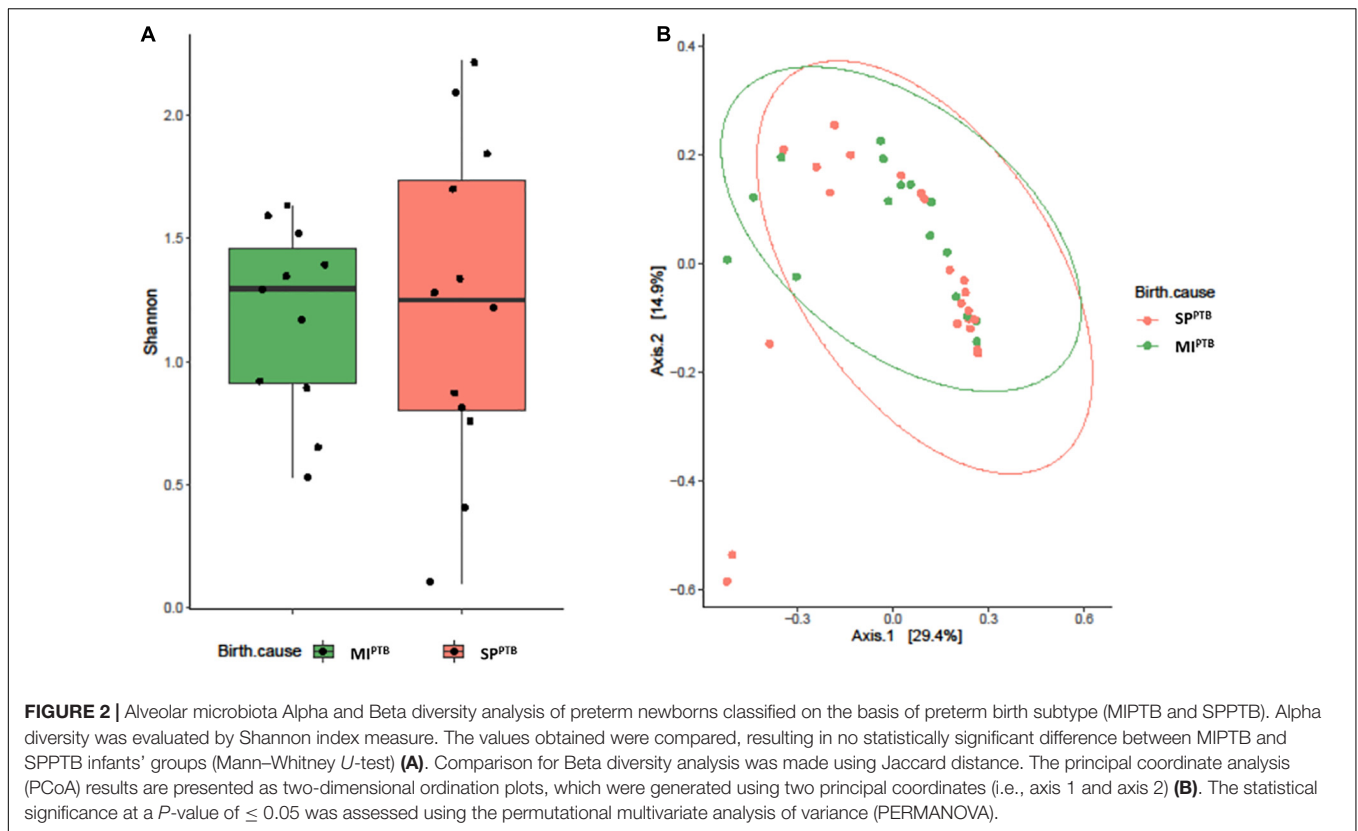 A
B
2.0
1.5
1.0
0.5
0.0
Shannon
Birth.cause MIPTB SPPTB
0.4
0.2
0.0
−0.2
−0.4
−0.6
Axis.2 [14.9%]
−0.3 0.0 0.3 0.6
Axis.1 [29.4%]
Birth.cause
SPPTB
MIPTB
FIGURE 2 | Alveolar microbiota Alpha and Beta diversity analysis of preterm newborns classified on the basis of preterm birth subtype (MIPTB and SPPTB). Alpha
diversity was evaluated by Shannon index measure. The values obtained were compared, resulting in no statistically significant difference between MIPTB and
SPPTB infants' groups (Mann–Whitney U-test) (A). Comparison for Beta diversity analysis was made using Jaccard distance. The principal coordinate analysis
(PCoA) results are presented as two-dimensional ordination plots, which were generated using two principal coordinates (i.e., axis 1 and axis 2) (B). The statistical
significance at a P-value of ≤ 0.05 was assessed using the permutational multivariate analysis of variance (PERMANOVA).